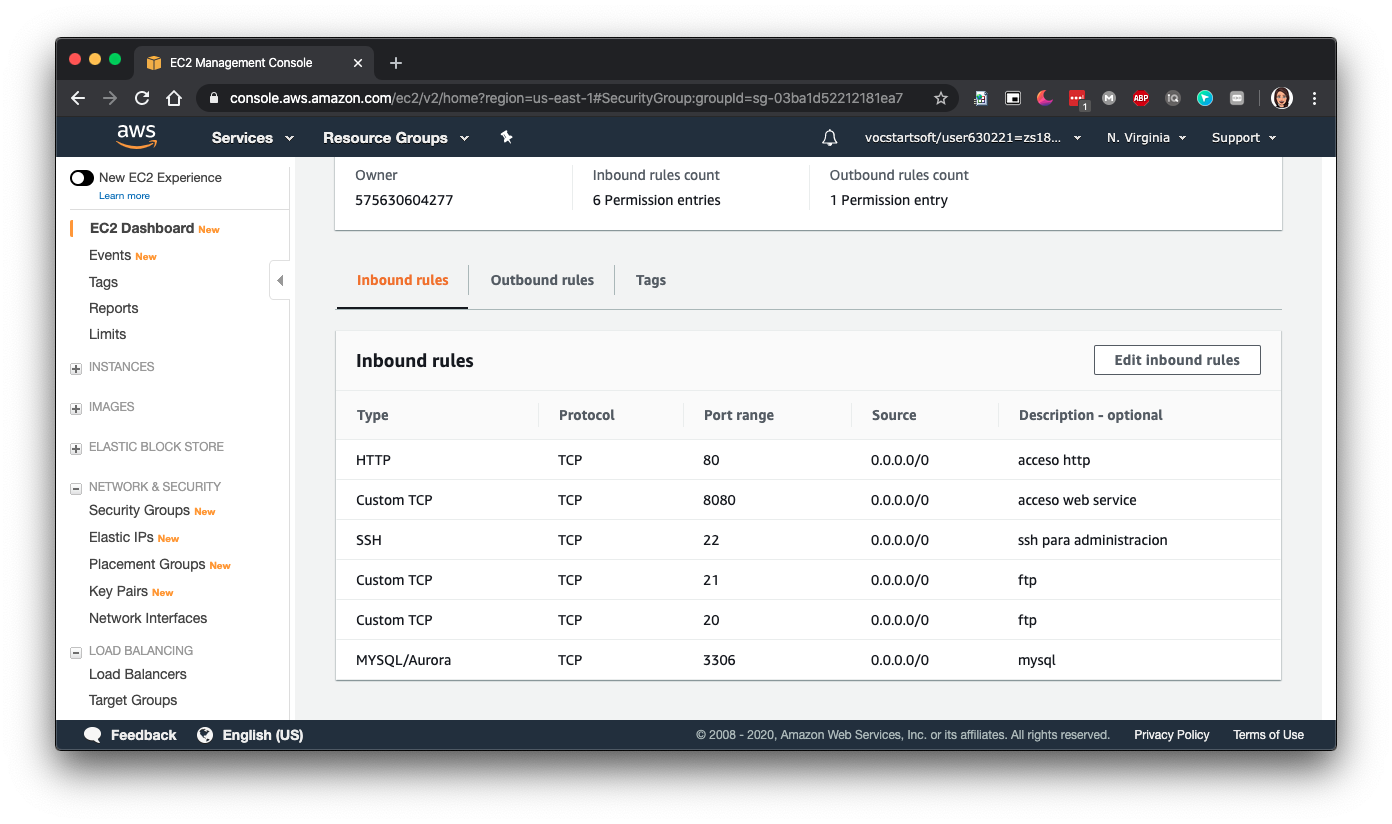 EC2 Management Console
console.aws.amazon.com/ec2/v2/home?region=us-east-1#SecurityGroup:groupId=sg-03ba1d52212181ea7
1
ABP
aws
Services
Resource Groups
vocstartsoft/user630221=zs18...
N. Virginia
Support
New EC2 Experience
Learn more
EC2 Dashboard New
Events New
Tags
Reports
Limits
INSTANCES
IMAGES
ELASTIC BLOCK STORE
NETWORK & SECURITY
Security Groups New
Elastic IPs New
Placement Groups New
Key Pairs New
Network Interfaces
LOAD BALANCING
Load Balancers
Target Groups
Owner
575630604277
Inbound rules count
6 Permission entries
Outbound rules count
1 Permission entry
Inbound rules
Outbound rules
Tags
Inbound rules
Edit inbound rules
Type Protocol Port range Source Description - optional
HTTP TCP 80 0.0.0.0/0 acceso http
Custom TCP TCP 8080 0.0.0.0/0 acceso web service
SSH TCP 22 0.0.0.0/0 ssh para administracion
Custom TCP TCP 21 0.0.0.0/0 ftp
Custom TCP TCP 20 0.0.0.0/0 ftp
MYSQL/Aurora TCP 3306 0.0.0.0/0 mysql
Feedback
English (US)
© 2008 - 2020, Amazon Web Services, Inc. or its affiliates. All rights reserved.
Privacy Policy
Terms of Use